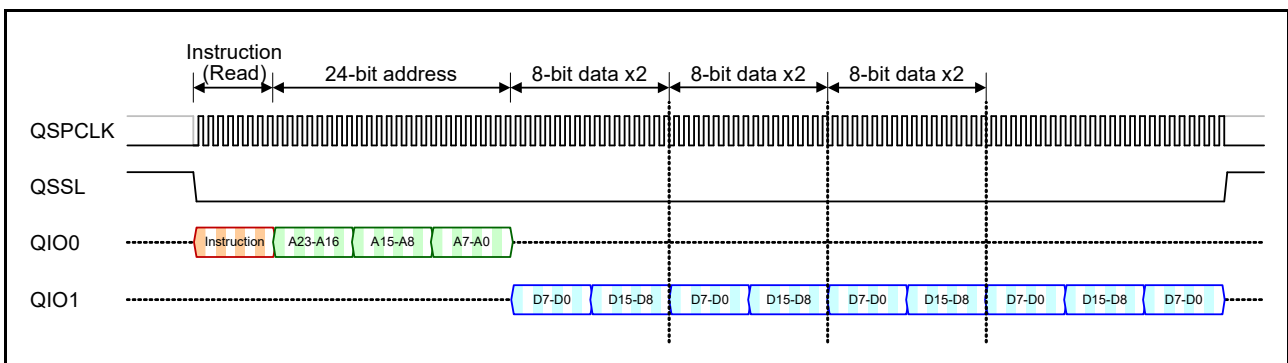 Instruction
(Read)
24-bit address
8-bit data x2
8-bit data x2
8-bit data x2
QSPCLK
QSSL
QIO0
Instruction
A23-A16
A15-A8
A7-A0
QIO1
D7-D0
D15-D8
D7-D0
D15-D8
D7-D0
D15-D8
D7-D0
D15-D8
D7-D0